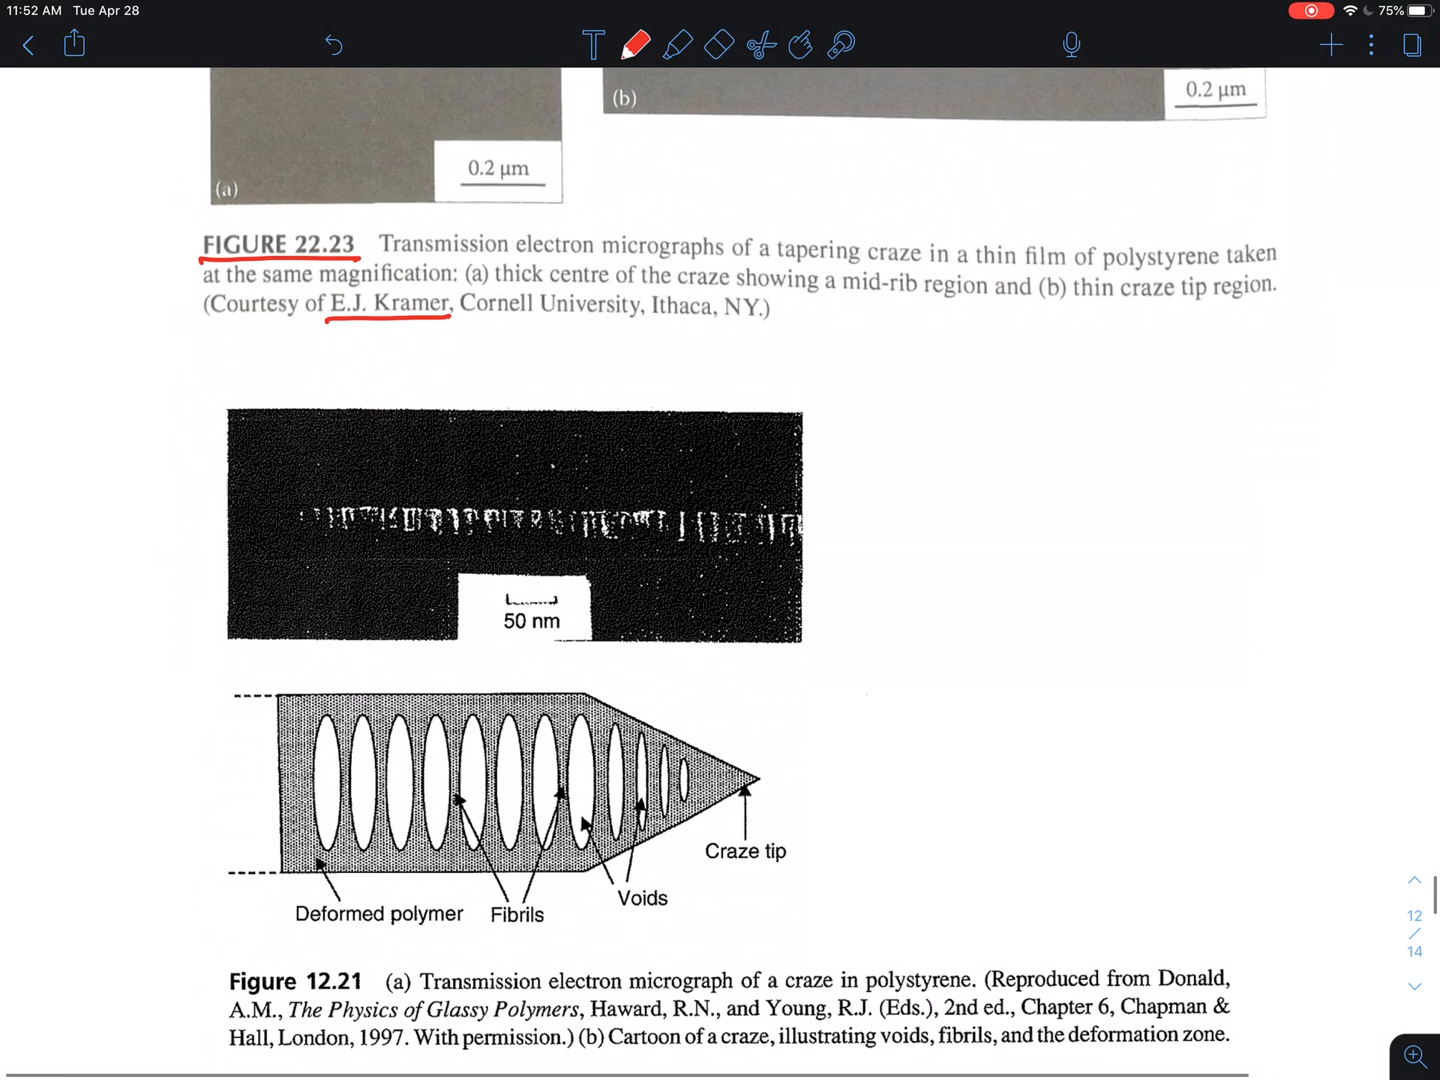 11:52 AM Tue Apr 28
75%
T
(b)
0.2 µm
0.2 µm
(a)
FIGURE 22.23 Transmission electron micrographs of a tapering craze in a thin film of polystyrene taken
at the same magnification: (a) thick centre of the craze showing a mid-rib region and (b) thin craze tip region.
(Courtesy of E.J. Kramer, Cornell University, Ithaca, NY.)
50 nm
Craze tip
Voids
Deformed polymer Fibrils
12
/
14
Figure 12.21 (a) Transmission electron micrograph of a craze in polystyrene. (Reproduced from Donald,
A.M., The Physics of Glassy Polymers, Haward, R.N., and Young, R.J. (Eds.), 2nd ed., Chapter 6, Chapman &
Hall, London, 1997. With permission.) (b) Cartoon of a craze, illustrating voids, fibrils, and the deformation zone.